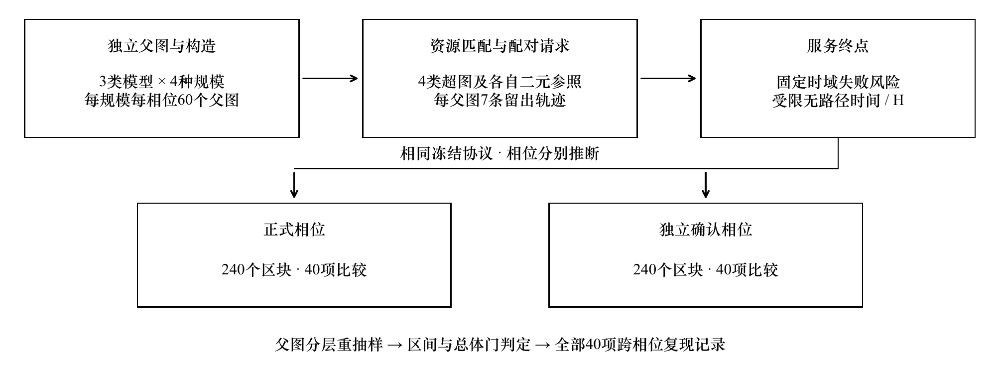 独立父图与构造
3类模型 × 4种规模
每规模每相位60个父图
资源匹配与配对请求
4类超图及各自二元参照
每父图7条留出轨迹
服务终点
固定时域失败风险
受限无路径时间 / H
相同冻结协议 · 相位分别推断
正式相位
240个区块 · 40项比较
独立确认相位
240个区块 · 40项比较
父图分层重抽样 → 区间与总体门判定 → 全部40项跨相位复现记录